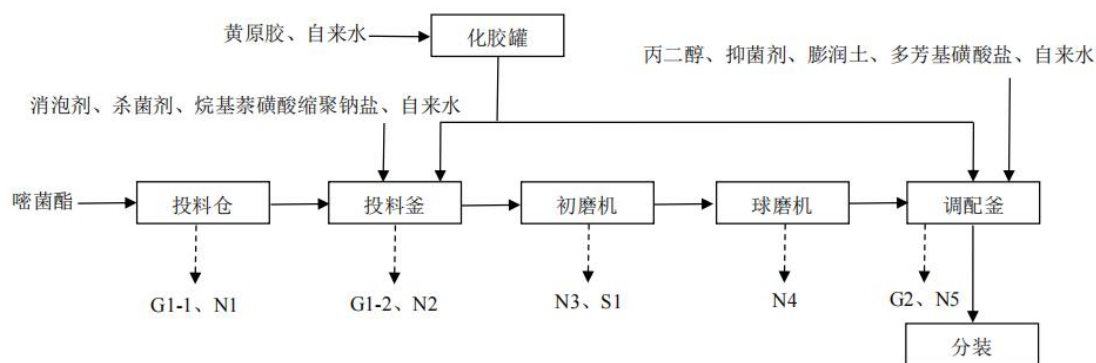 黄原胶、自来水
化胶罐
丙二醇、抑菌剂、膨润土、多芳基磺酸盐、自来水
消泡剂、杀菌剂、烷基萘磺酸缩聚钠盐、自来水
嘧菌酯
投料仓
投料釜
初磨机
球磨机
调配釜
G1-1、N1
G1-2、N2
N3、S1
N4
G2、N5
分装